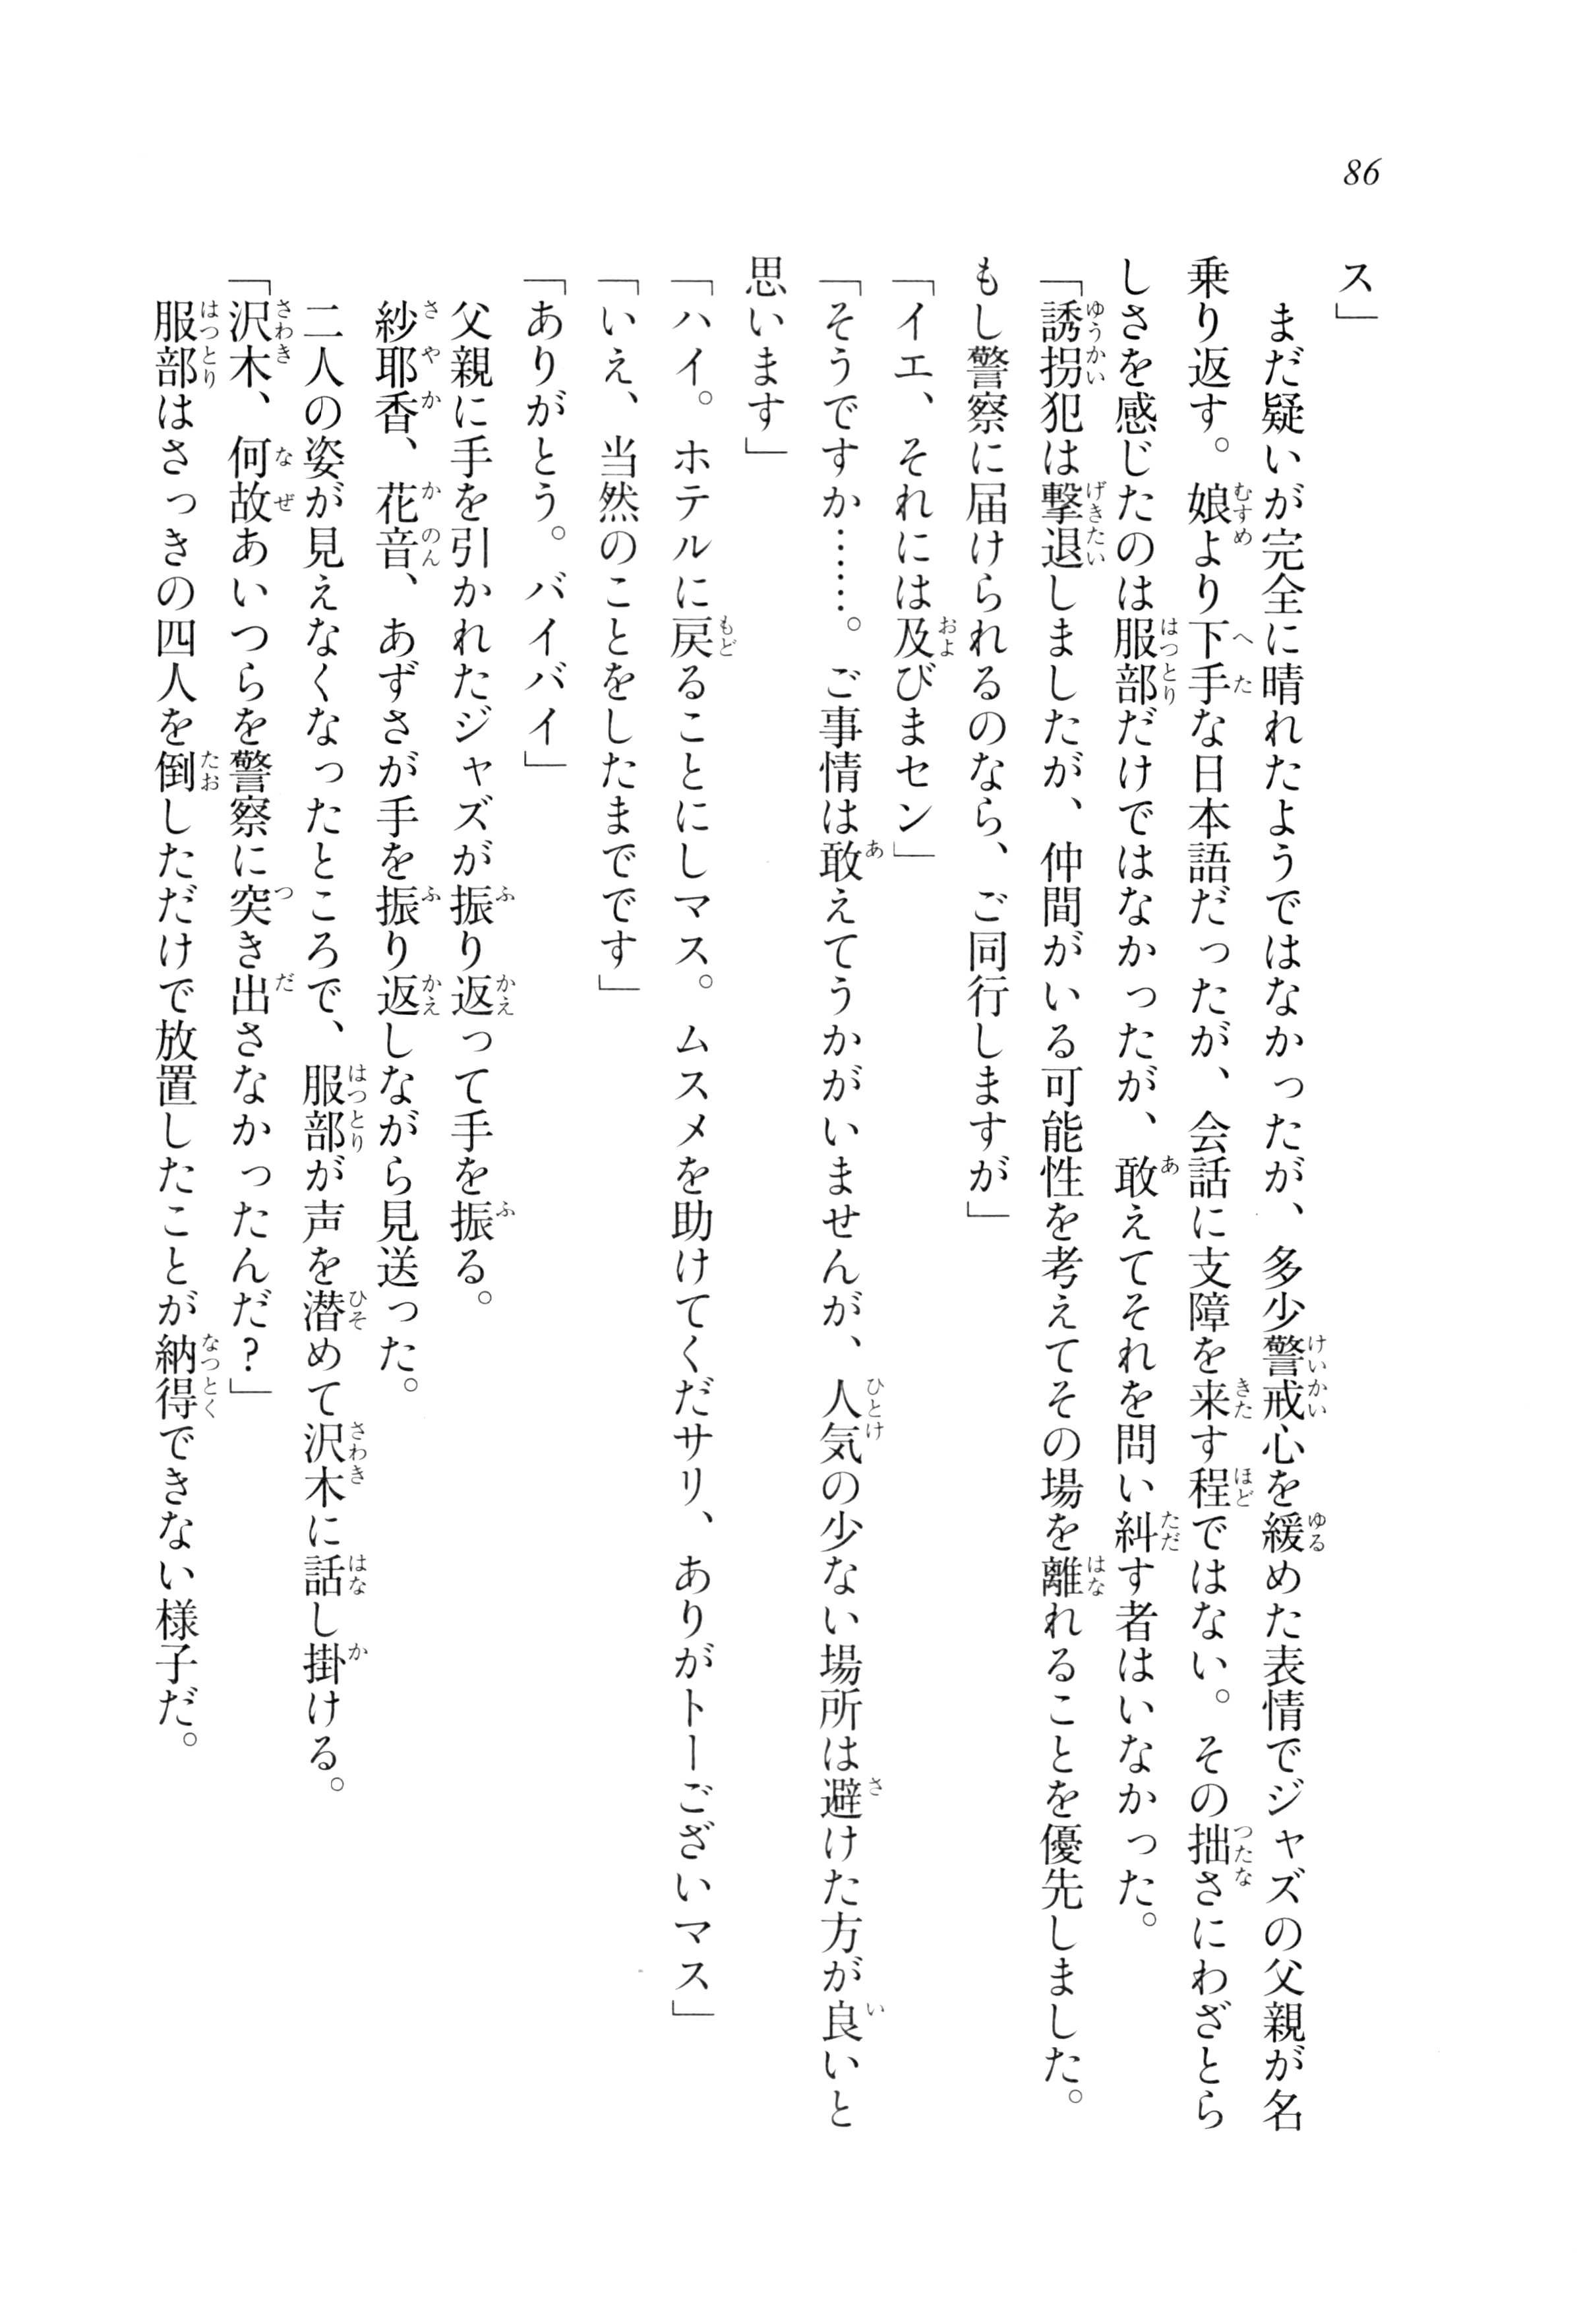 86
ス」
　まだ疑いが完全に晴れたようではなかったが、多少警戒心を緩めた表情でジャズの父親が名
乗り返す。娘より下手な日本語だったが、会話に支障を来す程ではない。その拙さにわざとら
しさを感じたのは服部だけではなかったが、敢えてそれを問い糾す者はいなかった。
「誘拐犯は撃退しましたが、仲間がいる可能性を考えてその場を離れることを優先しました。
もし警察に届けられるのなら、ご同行しますが」
「イエ、それには及びまセン」
「そうですか……。ご事情は敢えてうかがいませんが、人気の少ない場所は避けた方が良いと
思います」
「ハイ。ホテルに戻ることにしマス。ムスメを助けてくだサリ、ありがトーございマス」
「いえ、当然のことをしたまでです」
「ありがとう。バイバイ」
　父親に手を引かれたジャズが振り返って手を振る。
　紗耶香、花音、あずさが手を振り返しながら見送った。
　二人の姿が見えなくなったところで、服部が声を潜めて沢木に話し掛ける。
「沢木、何故あいつらを警察に突き出さなかったんだ？」
　服部はさっきの四人を倒しただけで放置したことが納得できない様子だ。